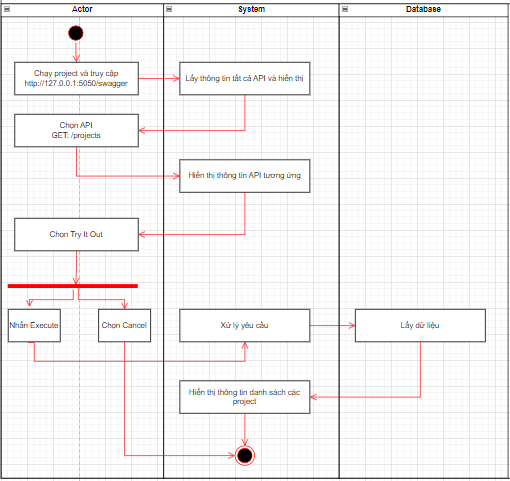 Actor
System
Database
Chạy project và truy cập
http://127.0.0.1:5050/swagger
Lấy thông tin tất cả API và hiển thị
Chọn API
GET: /projects
Hiển thị thông tin API tương ứng
Chọn Try It Out
Nhấn Execute
Chọn Cancel
Xử lý yêu cầu
Lấy dữ liệu
Hiển thị thông tin danh sách các
project